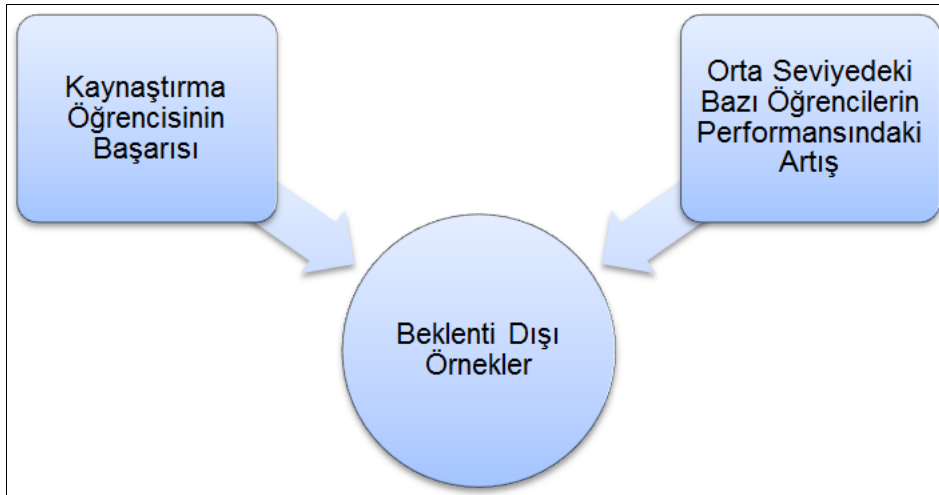 Kaynaştırma
Öğrencisinin
Başarısı
Orta Seviyedeki
Bazı Öğrencilerin
Performansındaki
Artış
Beklenti Dışı
Örnekler